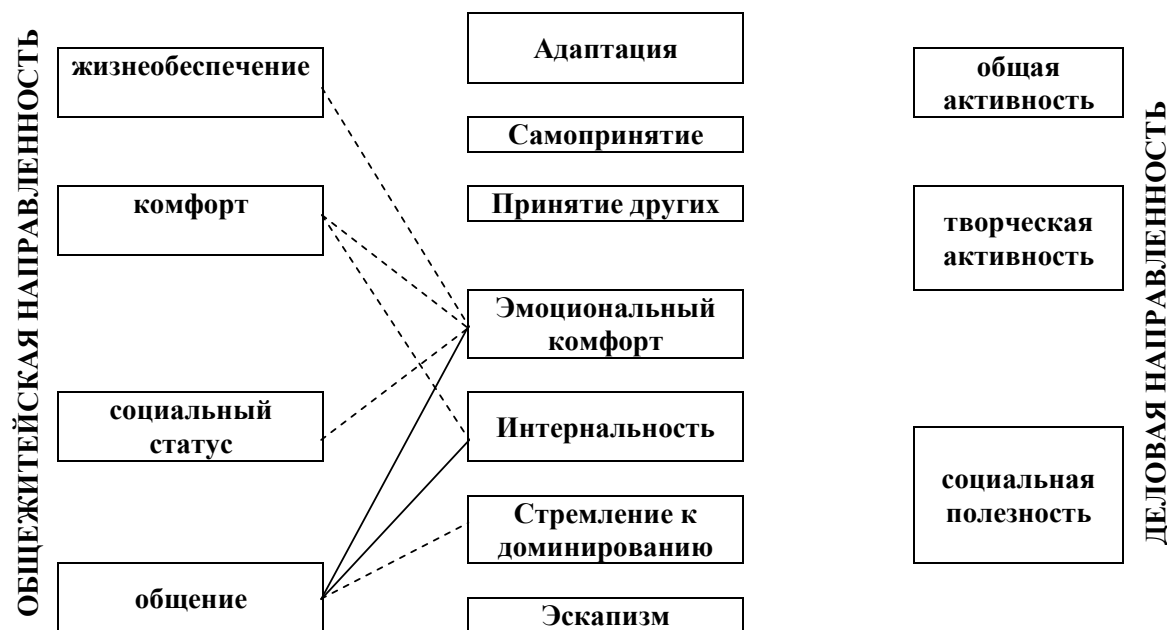 ОБЩЕЖИТЕЙСКАЯ НАПРАВЛЕННОСТЬ
жизнеобеспечение
комфорт
социальный
статус
общение
Адаптация
Самопринятие
Принятие других
Эмоциональный
комфорт
Интернальность
Стремление к
доминированию
Эскапизм
общая
активность
творческая
активность
социальная
полезность
ДЕЛОВАЯ НАПРАВЛЕННОСТЬ